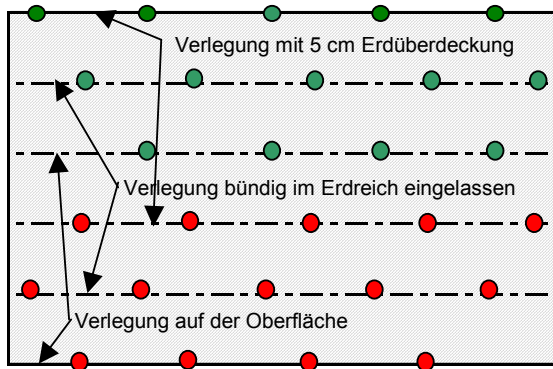 Verlegung mit 5 cm Erdüberdeckung
Verlegung bündig im Erdreich eingelassen
Verlegung auf der Oberfläche